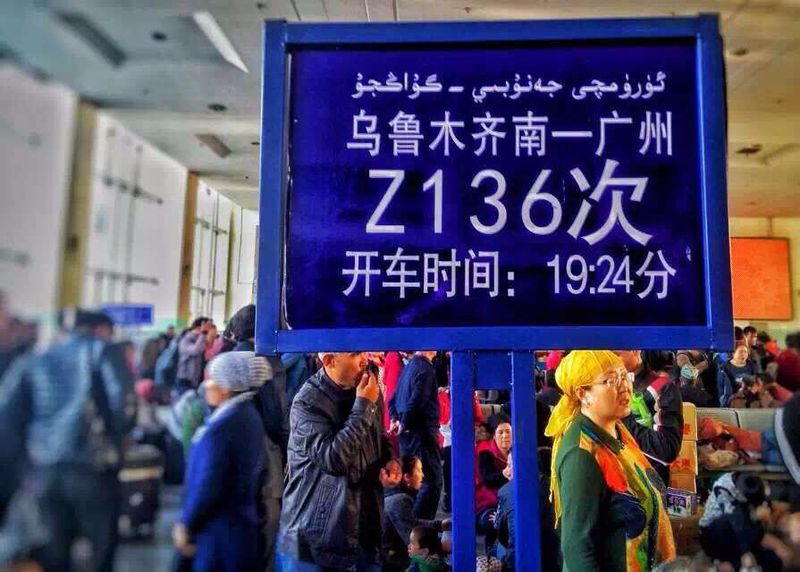 ئۈرۈمچى جەنۇبىي - گۇاڭجۇ
乌鲁木齐南一广州
Z136次
开车时间：19:24分